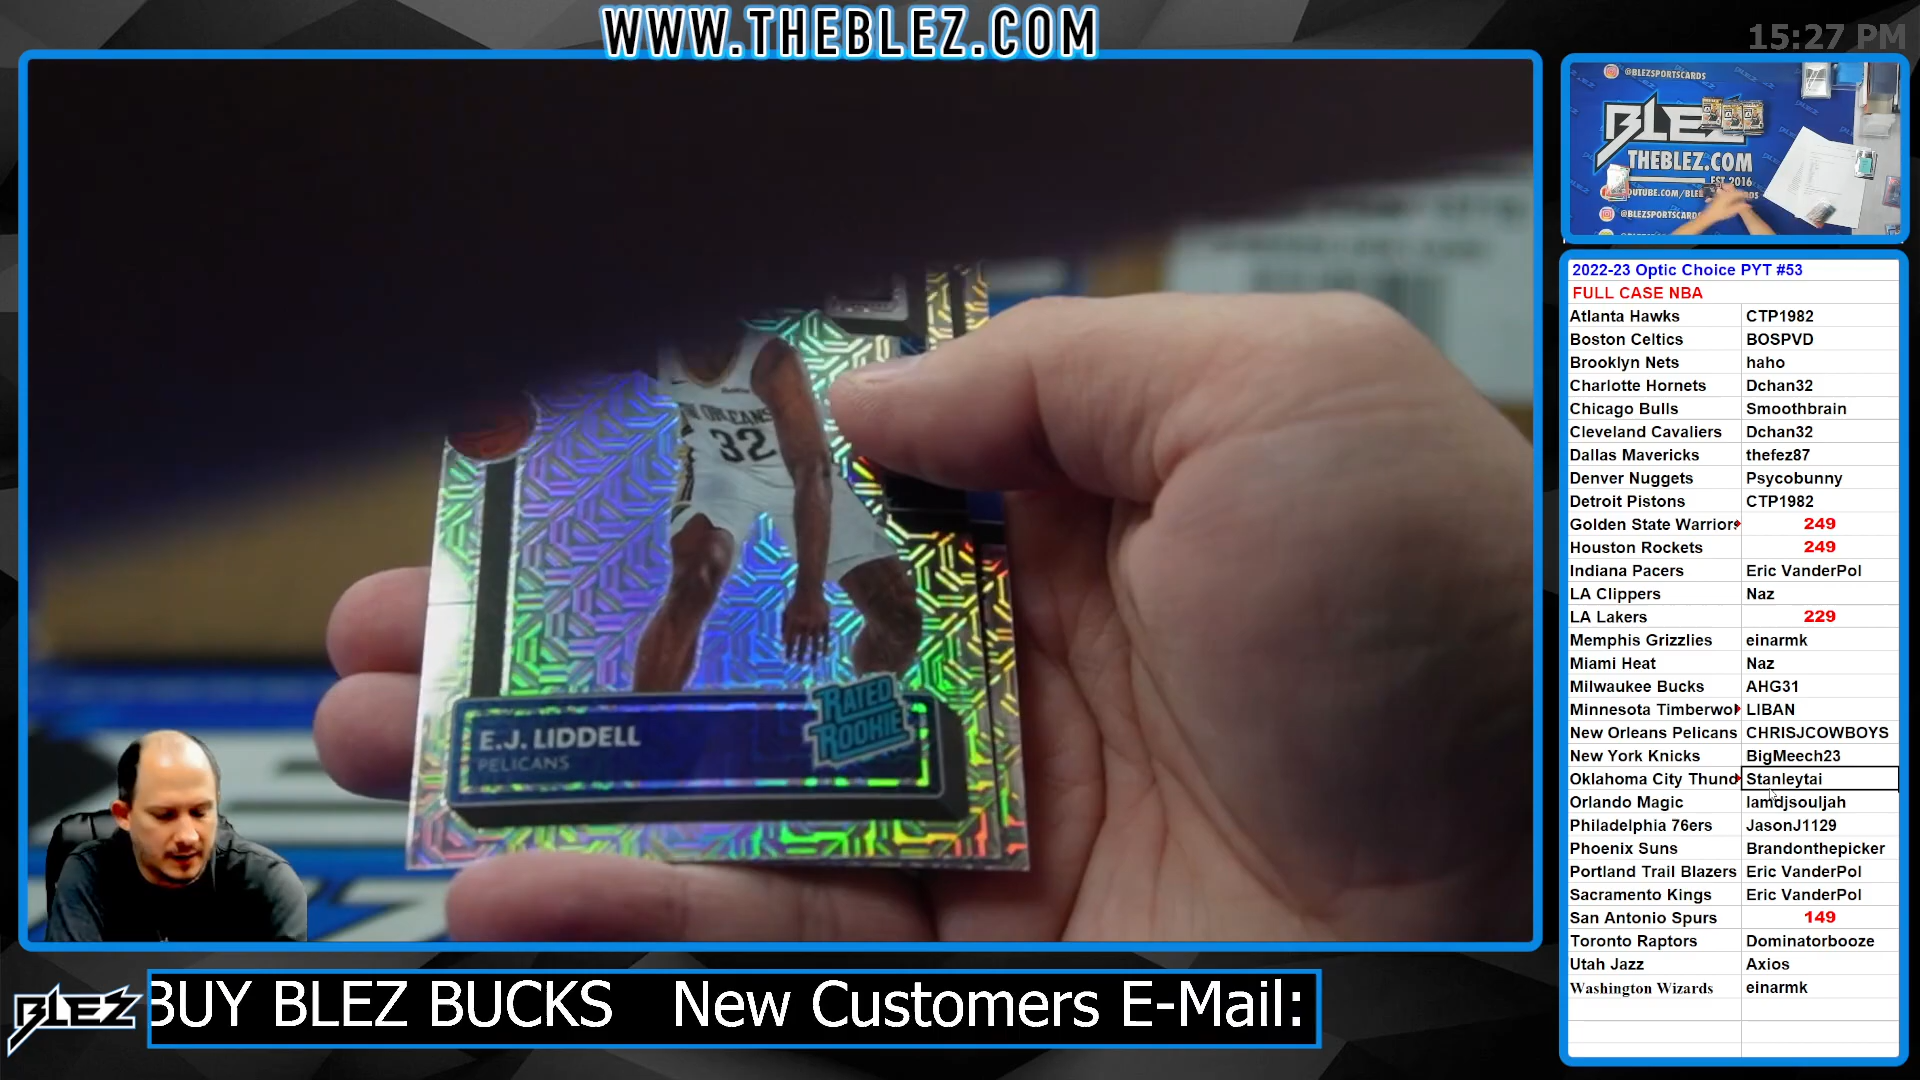 WWW.THEBLEZ.COM
15:27 PM
@BLEZSPORTSCARDS
BLEZ
THEBLEZ.COM
EST 2016
@BLEZSPORTSCARDS
ORLEANS
32
E.J. LIDDELL
PELICANS
RATED
ROOKIE
2022-23 Optic Choice PYT #53
FULL CASE NBA
Atlanta Hawks CTP1982
Boston Celtics BOSPVD
Brooklyn Nets haho
Charlotte Hornets Dchan32
Chicago Bulls Smoothbrain
Cleveland Cavaliers Dchan32
Dallas Mavericks thefez87
Denver Nuggets Psycobunny
Detroit Pistons CTP1982
Golden State Warriors 249
Houston Rockets 249
Indiana Pacers Eric VanderPol
LA Clippers Naz
LA Lakers 229
Memphis Grizzlies einarmk
Miami Heat Naz
Milwaukee Bucks AHG31
Minnesota Timberwol LIBAN
New Orleans Pelicans CHRISJCOWBOYS
New York Knicks BigMeech23
Oklahoma City Thund Stanleytai
Orlando Magic Iamdjsouljah
Philadelphia 76ers JasonJ1129
Phoenix Suns Brandonthepicker
Portland Trail Blazers Eric VanderPol
Sacramento Kings Eric VanderPol
San Antonio Spurs 149
Toronto Raptors Dominatorbooze
Utah Jazz Axios
Washington Wizards einarmk
BLEZ
BUY BLEZ BUCKS New Customers E-Mail: